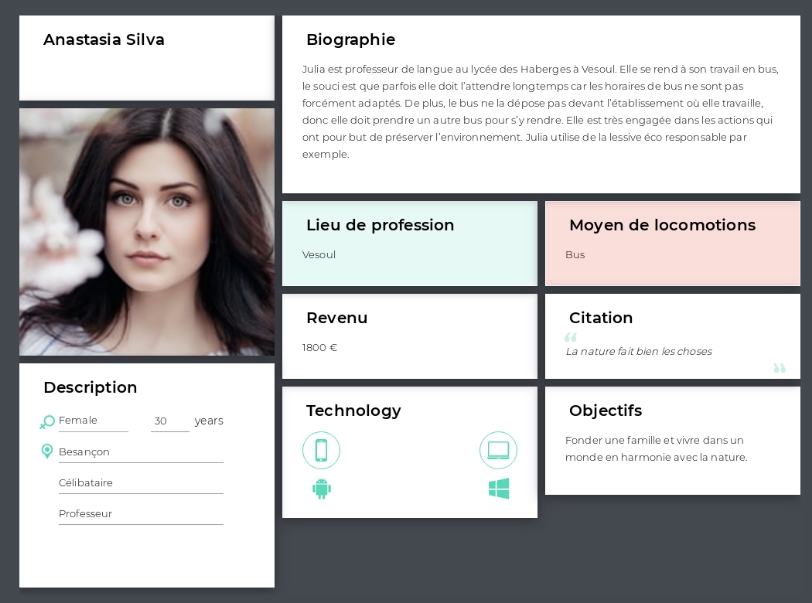 Anastasia Silva
Biographie
Julia est professeur de langue au lycée des Haberges à Vesoul. Elle se rend à son travail en bus,
le souci est que parfois elle doit l'attendre longtemps car les horaires de bus ne sont pas
forcément adaptés. De plus, le bus ne la dépose pas devant l'établissement où elle travaille,
donc elle doit prendre un autre bus pour s'y rendre. Elle est très engagée dans les actions qui
ont pour but de préserver l'environnement. Julia utilise de la lessive éco responsable par
exemple.
Lieu de profession
Vesoul
Moyen de locomotions
Bus
Revenu
1800 €
Citation
“
La nature fait bien les choses
”
Description
Female 30 years
Besançon
Célibataire
Professeur
Technology
Objectifs
Fonder une famille et vivre dans un
monde en harmonie avec la nature.